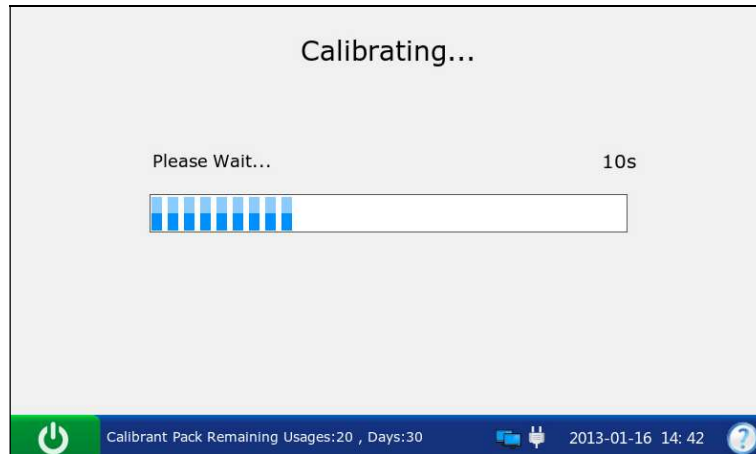 Calibrating...
Please Wait... 10s
Calibrant Pack Remaining Usages:20 , Days:30 2013-01-16 14: 42 ?